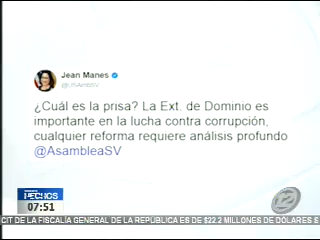 Jean Manes
@USAmbSV
¿Cuál es la prisa? La Ext. de Dominio es
importante en la lucha contra corrupción,
cualquier reforma requiere análisis profundo
@AsambleaSV
HECHOS
07:51
12
CIT DE LA FISCALÍA GENERAL DE LA REPÚBLICA ES DE $22.2 MILLONES DE DÓLARES E